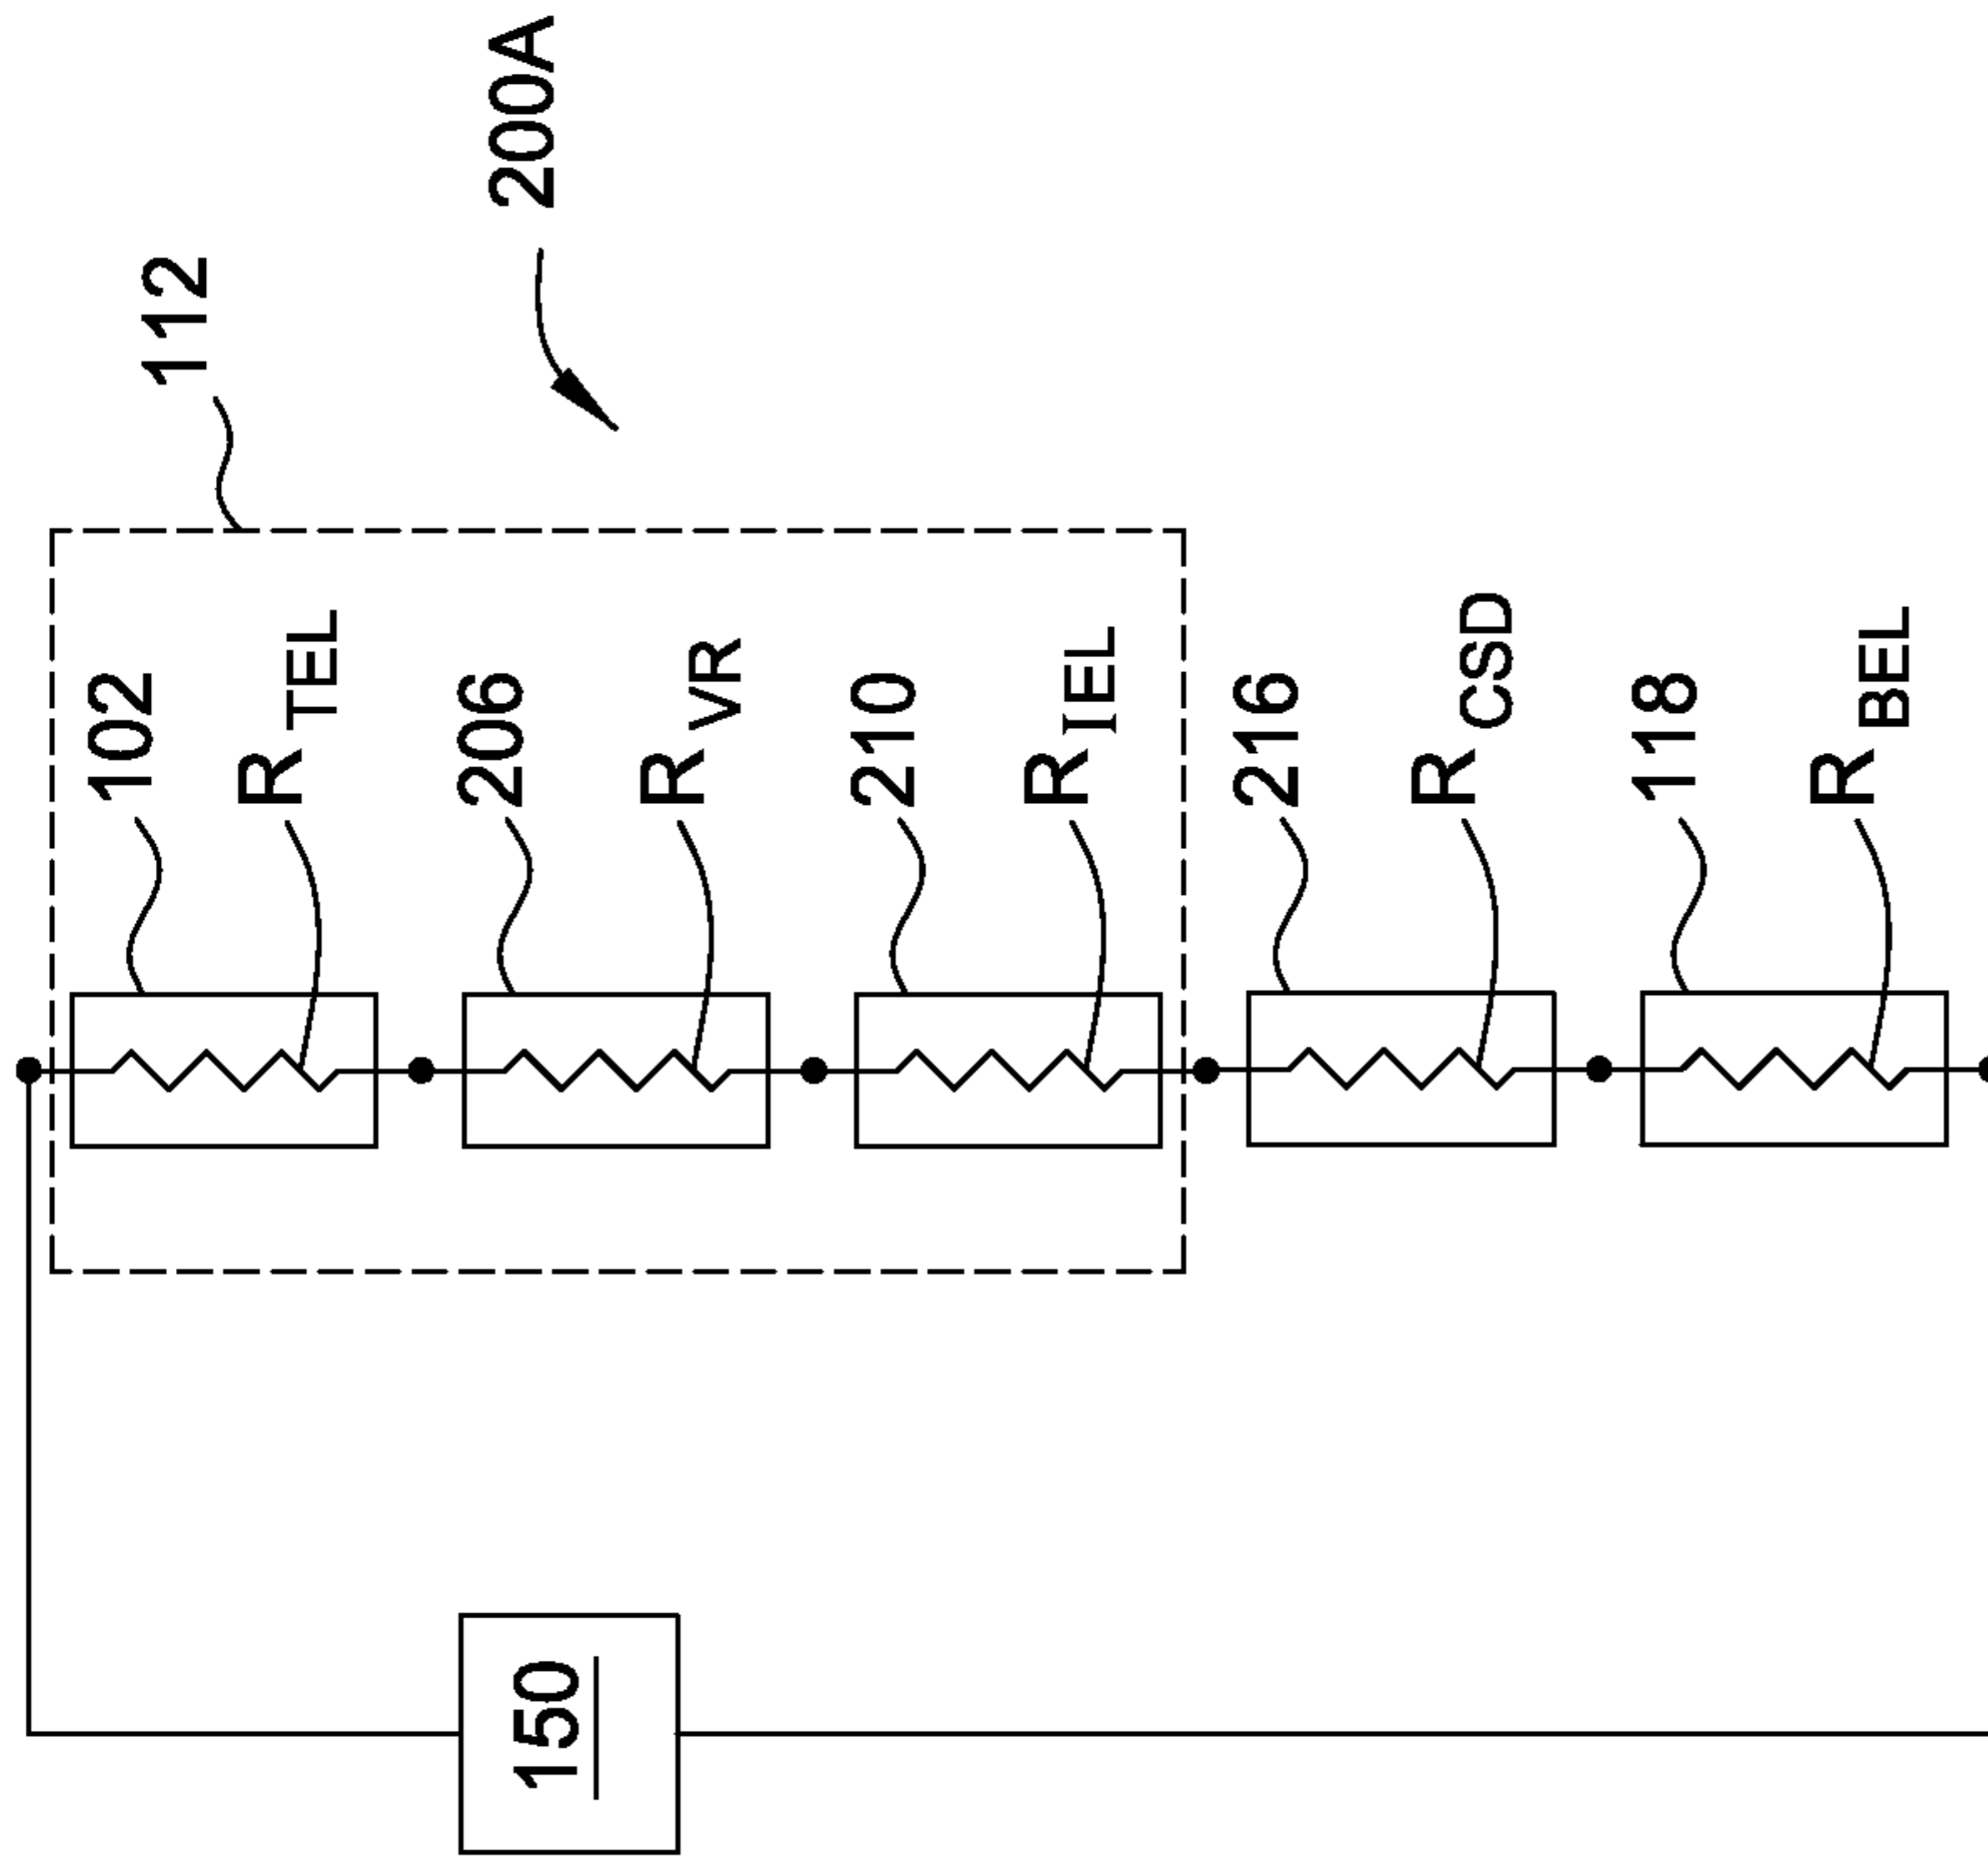 200A
112
102
R TEL
206
R VR
210
R IEL
216
R CSD
118
R BEL
150